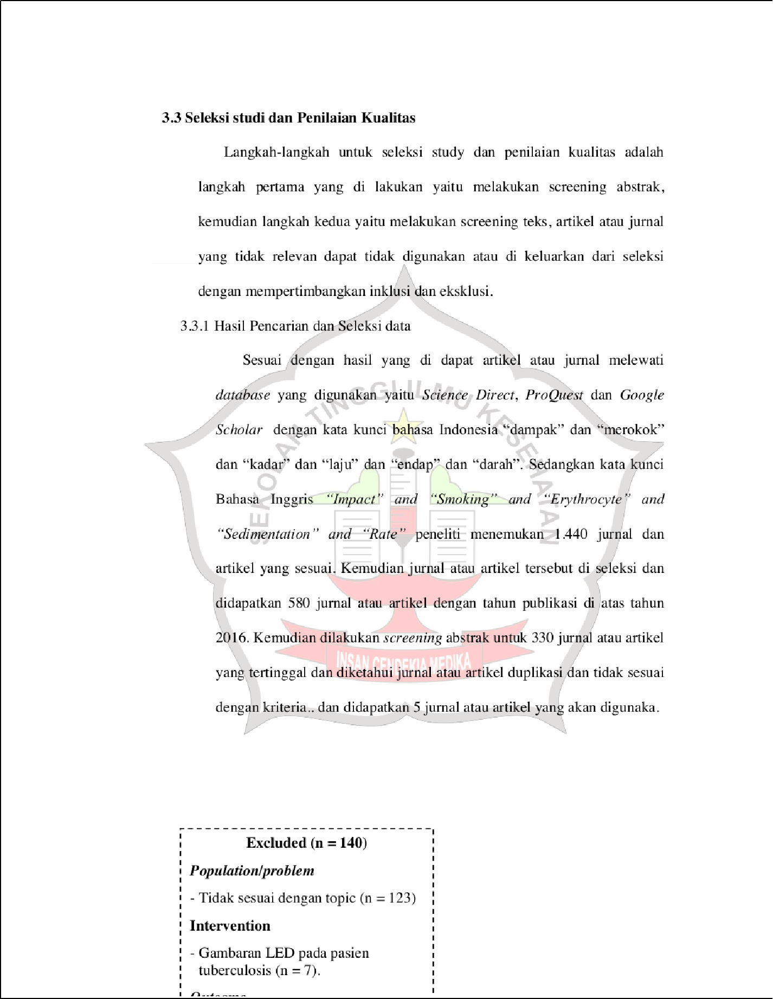 3.3 Seleksi studi dan Penilaian Kualitas
Langkah-langkah untuk seleksi study dan penilaian kualitas adalah
langkah pertama yang di lakukan yaitu melakukan screening abstrak,
kemudian langkah kedua yaitu melakukan screening teks, artikel atau jurnal
yang tidak relevan dapat tidak digunakan atau di keluarkan dari seleksi
dengan mempertimbangkan inklusi dan eksklusi.
3.3.1 Hasil Pencarian dan Seleksi data
Sesuai dengan hasil yang di dapat artikel atau jurnal melewati
database yang digunakan yaitu Science Direct, ProQuest dan Google
Scholar dengan kata kunci bahasa Indonesia “dampak” dan “merokok”
dan “kadar” dan “laju” dan “endap” dan “darah”. Sedangkan kata kunci
Bahasa Inggris “Impact” and “Smoking” and “Erythrocyte” and
“Sedimentation” and “Rate” peneliti menemukan 1.440 jurnal dan
artikel yang sesuai. Kemudian jurnal atau artikel tersebut di seleksi dan
didapatkan 580 jurnal atau artikel dengan tahun publikasi di atas tahun
2016. Kemudian dilakukan screening abstrak untuk 330 jurnal atau artikel
yang tertinggal dan diketahui jurnal atau artikel duplikasi dan tidak sesuai
dengan kriteria.. dan didapatkan 5 jurnal atau artikel yang akan digunaka.
SEKOLAH TINGGI ILMU KESEHATAN
INSAN CENDEKIA MEDIKA
Excluded (n = 140)
Population/problem
- Tidak sesuai dengan topic (n = 123)
Intervention
- Gambaran LED pada pasien
tuberculosis (n = 7).